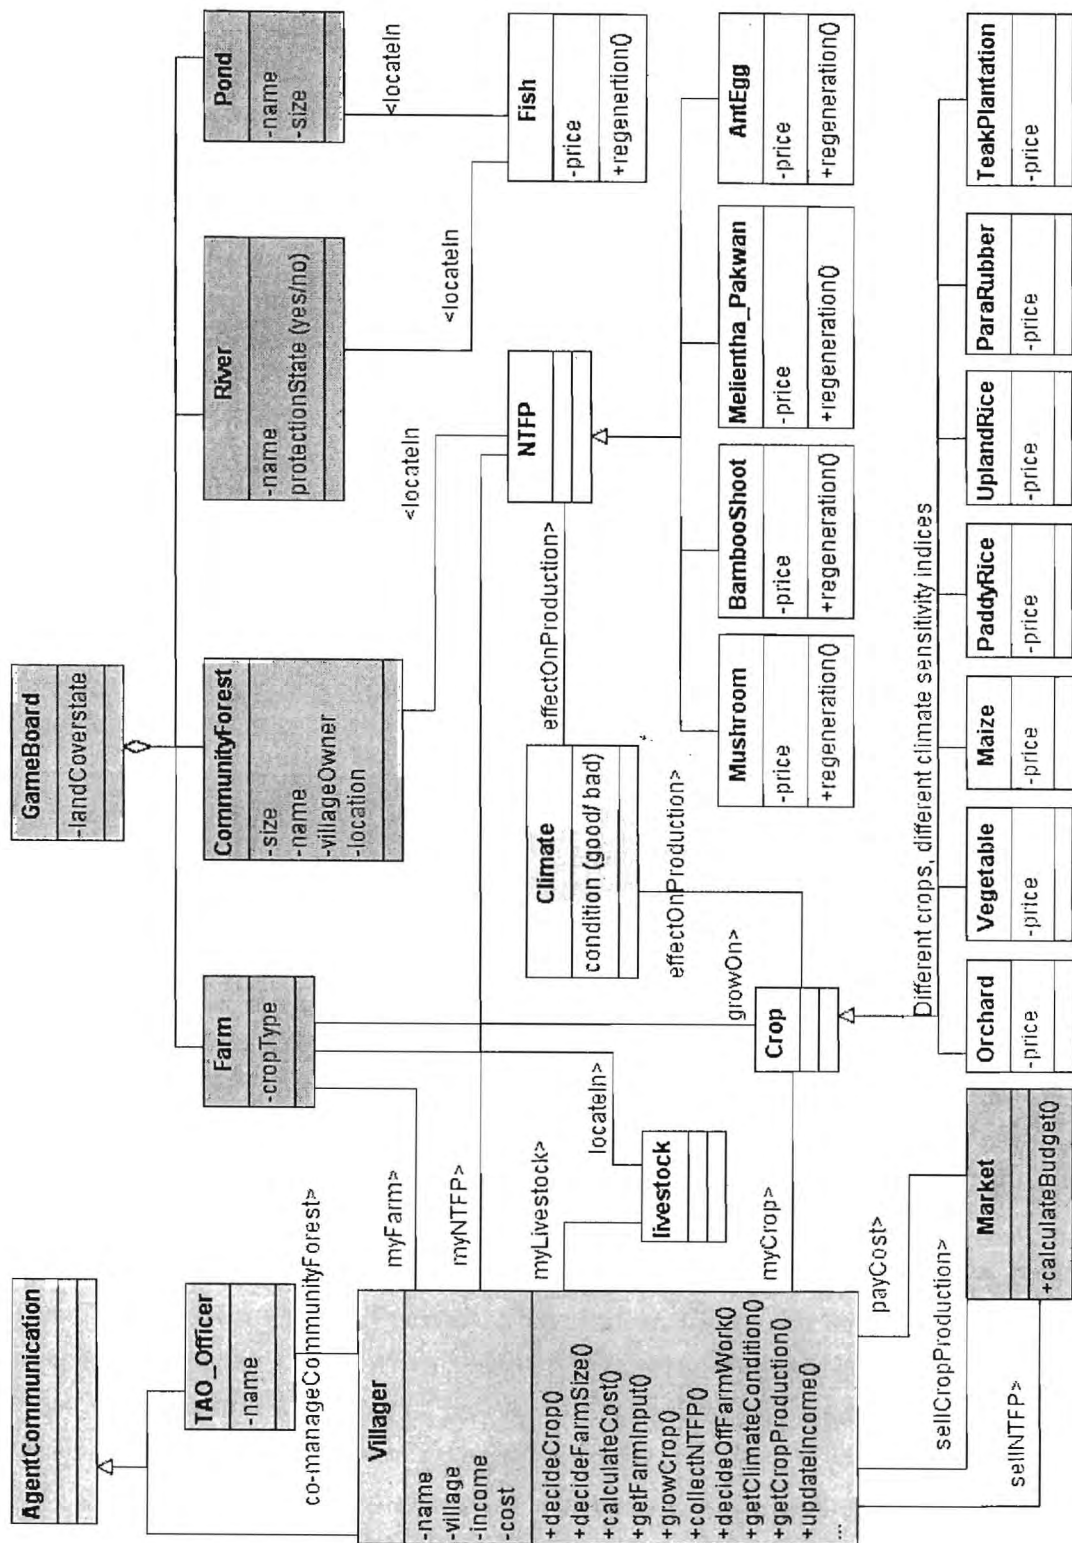 AgentCommunication
GameBoard
-landCoverstate
TAO_Officer
-name
co-manageCommunityForest>
Farm
-cropType
CommunityForest
-size
-name
-villageOwner
-location
River
-name
protectionState (yes/no)
Pond
-name
-size
<locateIn
<locateIn
<locateIn
Villager
-name
-village
-income
-cost
+decideCrop()
+decideFarmSize()
+calculateCost()
+getFarmInput()
+growCrop()
+collectNTFP()
+decideOffFarmWork()
+getClimateCondition()
+getCropProduction()
+updateIncome()
...
myFarm>
myNTFP>
myLivestock>
locateIn>
myCrop>
livestock
growOn>
Crop
Climate
condition (good/ bad)
effectOnProduction>
effectOnProduction>
NTFP
Fish
-price
+regenertion()
Mushroom
-price
+regeneration()
BambooShoot
-price
+regeneration()
Melientha_Pakwan
-price
+regeneration()
AntEgg
-price
+regeneration()
payCost>
sellCropProduction>
sellNTFP>
Market
+calculateBudget()
Different crops, different climate sensitivity indices
Orchard
-price
Vegetable
-price
Maize
-price
PaddyRice
-price
UplandRice
-price
ParaRubber
-price
TeakPlantation
-price